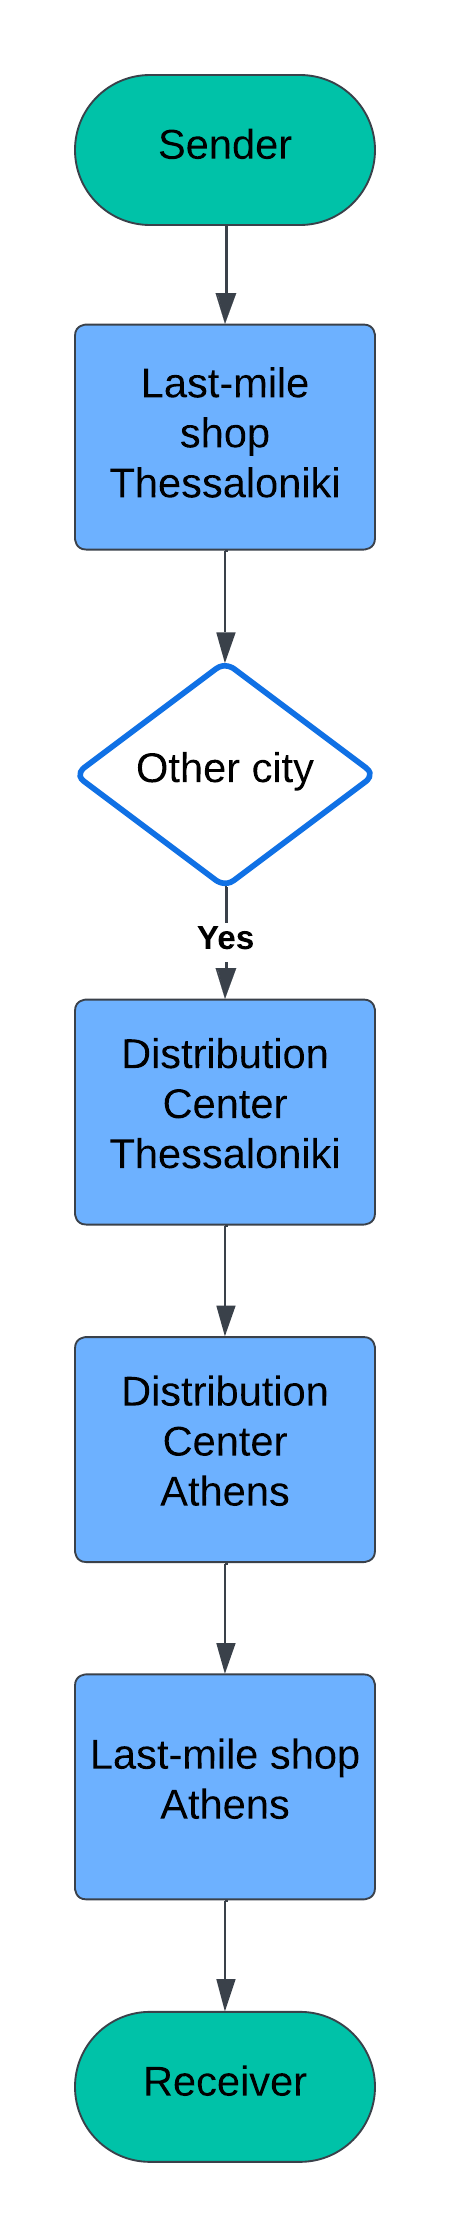 Sender
Last-mile
shop
Thessaloniki
Other city
Yes
Distribution
Center
Thessaloniki
Distribution
Center
Athens
Last-mile shop
Athens
Receiver